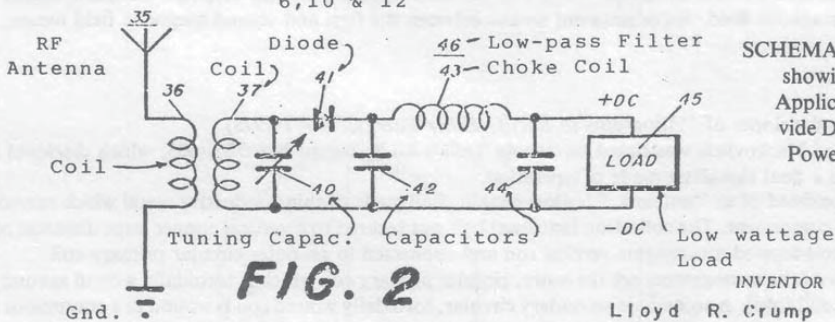 6,10 & 12
35
RF
Antenna
Diode
46 - Low-pass Filter
43 - Choke Coil
Coil
41
36
37
Coil
40
42
44
+DC
45
LOAD
-DC
Tuning Capac.
Capacitors
Low wattage
Load
Gnd.
FIG. 2
SCHEMA
showi
Applic
vide D
Powe
INVENTOR
Lloyd R. Crump